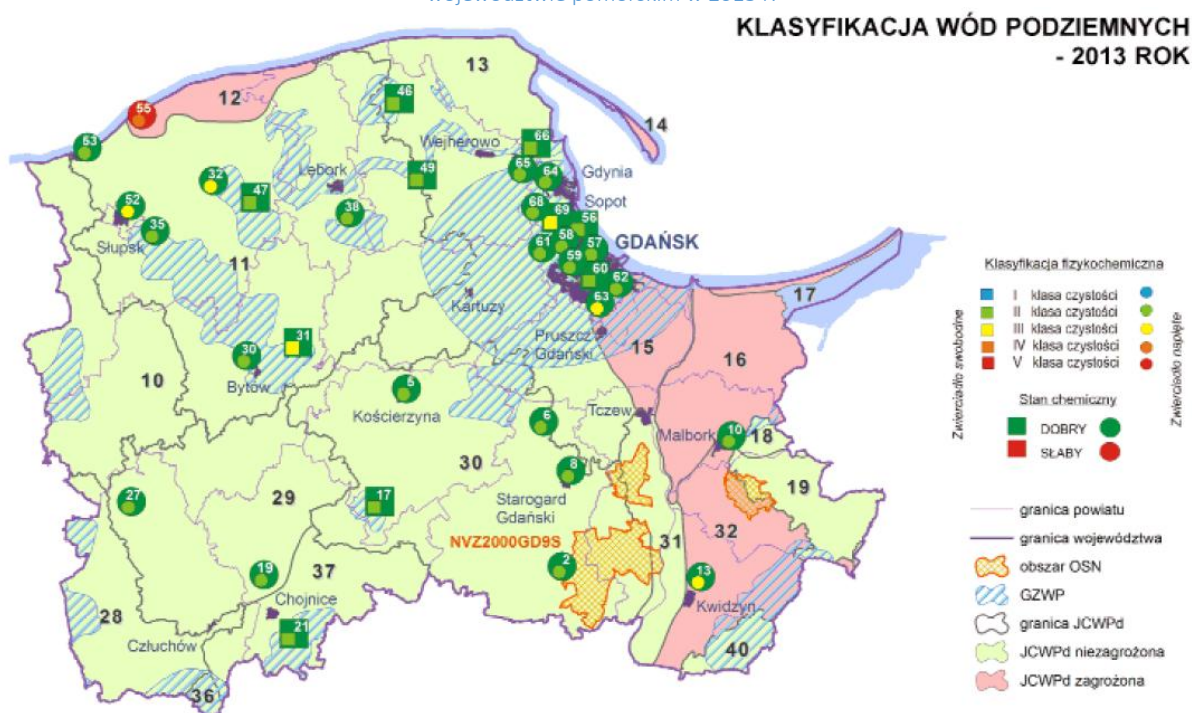 KLASYFIKACJA WÓD PODZIEMNYCH
- 2013 ROK
13
46
12
55
14
Wejherowo
66
53
65
64
Gdynia
49
Lębork
32
47
Sopot
68
69
56
52
38
35
Słupsk
58
57
GDAŃSK
61
59
60
62
11
Kartuzy
63
17
Pruszcz
Gdański
15
16
31
30
Bytów
10
5
Kościerzyna
6
Tczew
Malbork
10
18
30
8
19
27
29
17
Starogard
Gdański
NVZ2000GD9S
32
31
2
37
19
13
Chojnice
Kwidzyn
28
21
Człuchów
40
36
Klasyfikacja fizykochemiczna
Zwierciadło swobodne
I klasa czystości
II klasa czystości
III klasa czystości
IV klasa czystości
V klasa czystości
Zwierciadło napięte
Stan chemiczny
DOBRY
SŁABY
granica powiatu
granica województwa
obszar OSN
GZWP
granica JCWPd
JCWPd niezagrożona
JCWPd zagrożona